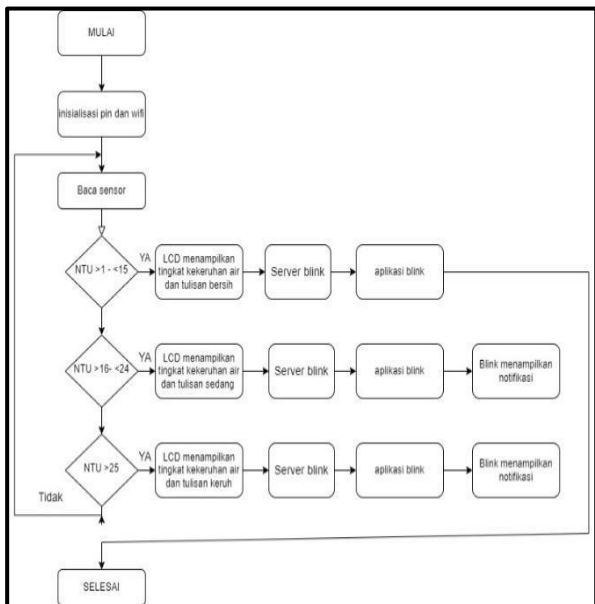 MULAI
inisialisasi pin dan wifi
Baca sensor
NTU >1 - <15
YA
LCD menampilkan
tingkat kekeruhan air
dan tulisan bersih
Server blink
aplikasi blink
NTU >16- <24
YA
LCD menampilkan
tingkat kekeruhan air
dan tulisan sedang
Server blink
aplikasi blink
Blink menampilkan
notifikasi
NTU >25
YA
LCD menampilkan
tingkat kekeruhan air
dan tulisan keruh
Server blink
aplikasi blink
Blink menampilkan
notifikasi
Tidak
SELESAI